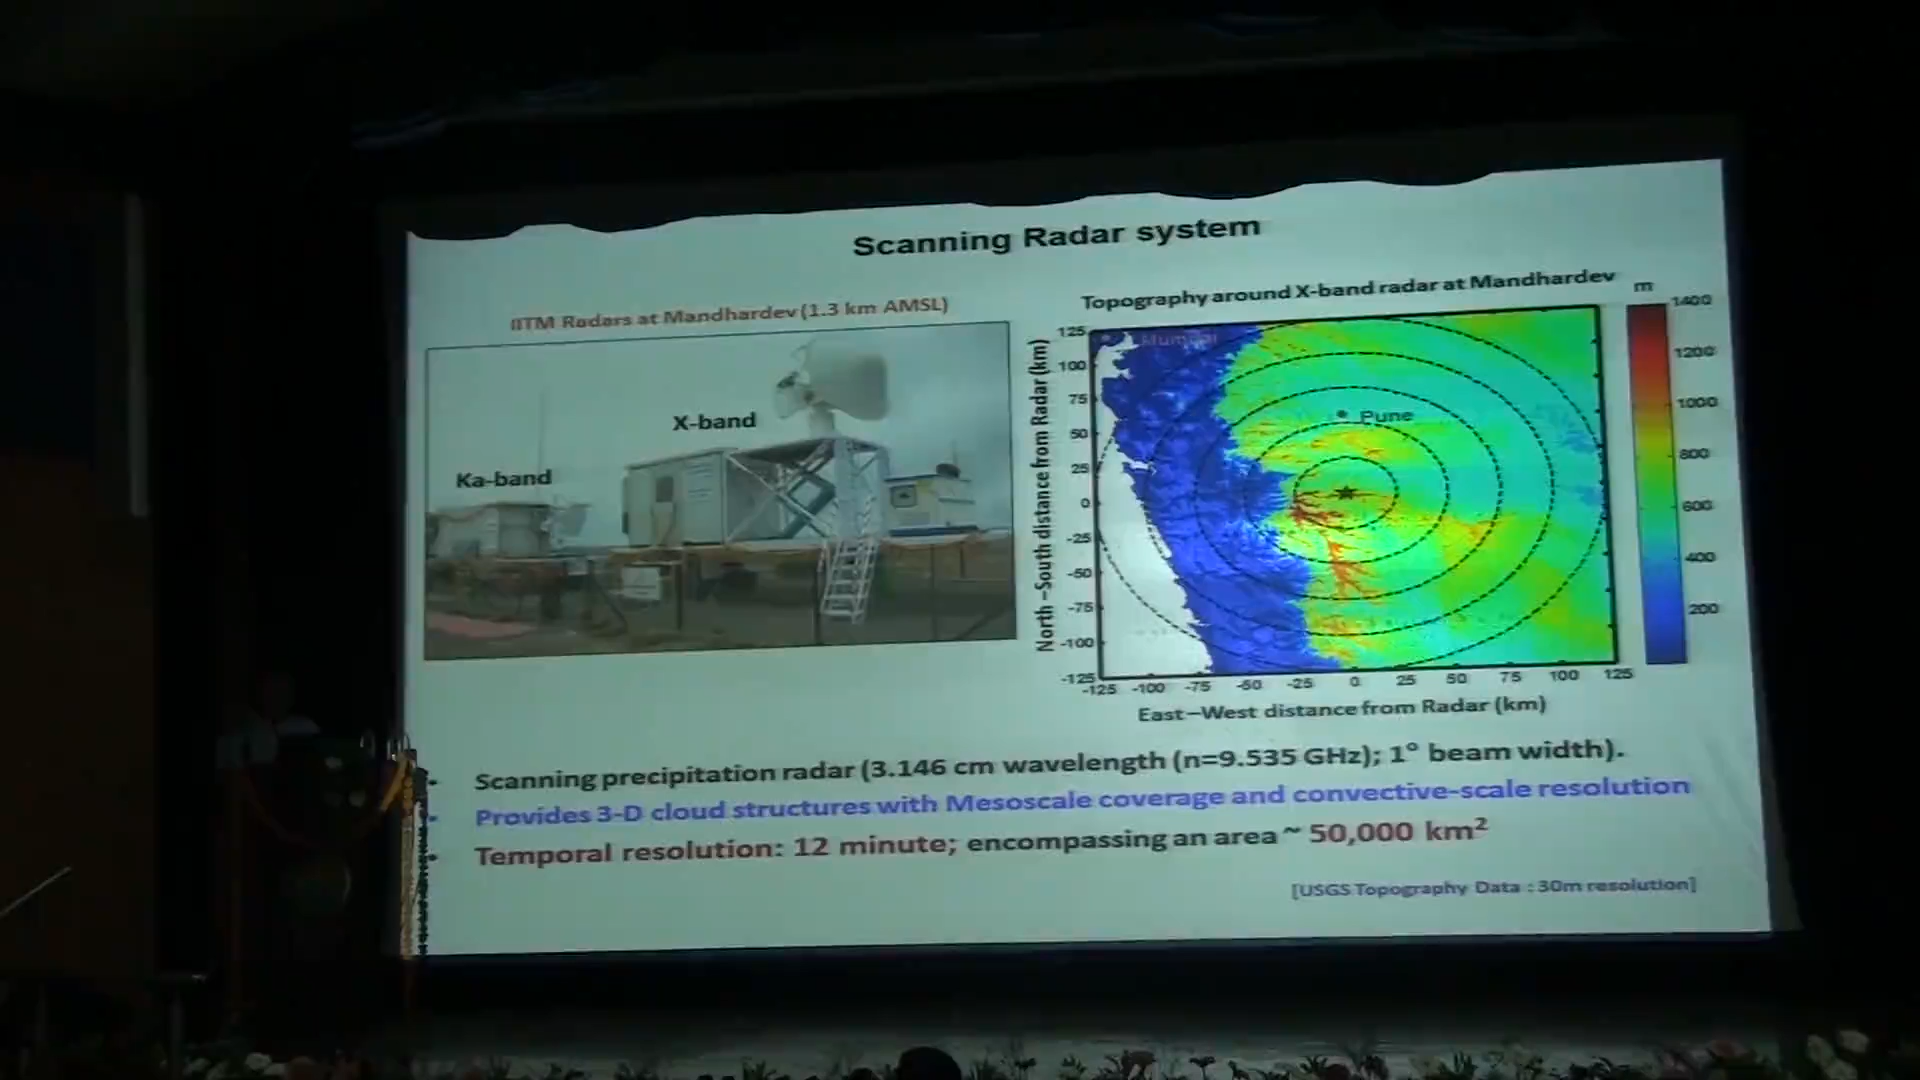 Scanning Radar system
IITM Radars at Mandhardev (1.3 km AMSL)
X-band
Ka-band
Topography around X-band radar at Mandhardev
m
1400
1200
1000
800
600
400
200
North –South distance from Radar (km)
125
100
75
50
25
0
-25
-50
-75
-100
-125
Mumbai
Pune
-125 -100 -75 -50 -25 0 25 50 75 100 125
East–West distance from Radar (km)
• Scanning precipitation radar (3.146 cm wavelength (n=9.535 GHz); 1° beam width).
• Provides 3-D cloud structures with Mesoscale coverage and convective-scale resolution
• Temporal resolution: 12 minute; encompassing an area ~ 50,000 km²
[USGS Topography Data : 30m resolution]